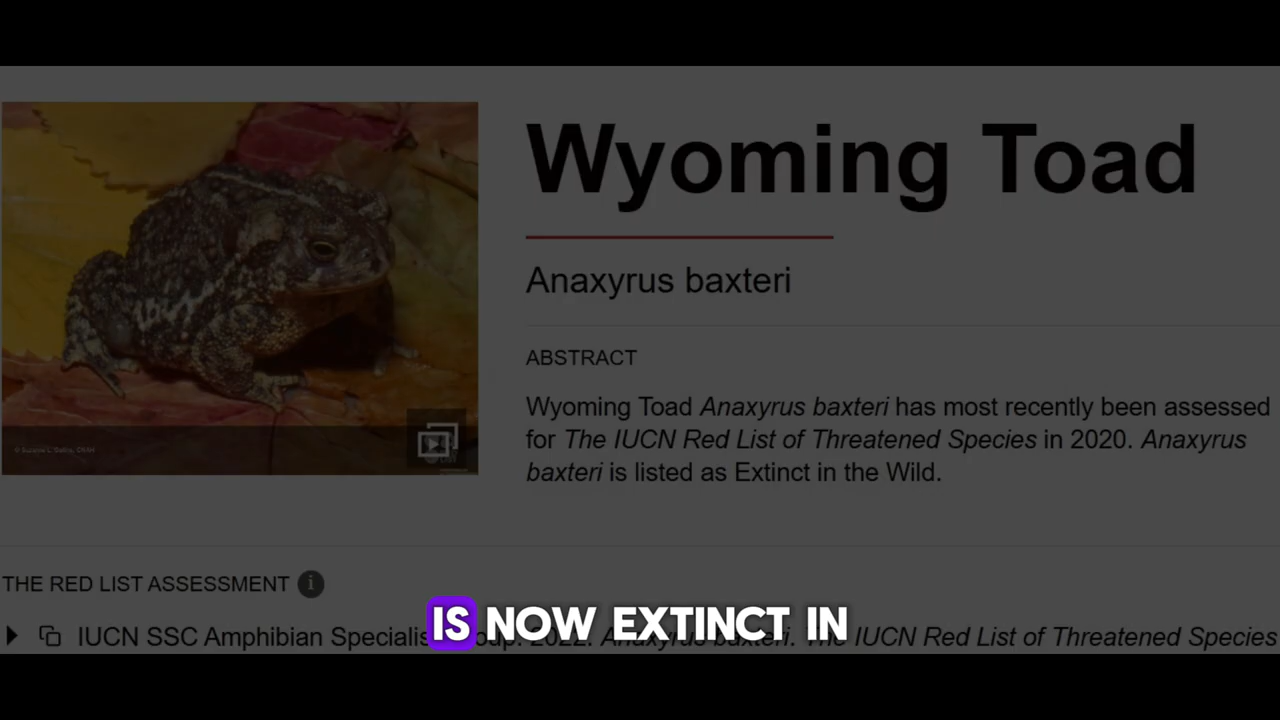 Wyoming Toad
Anaxyrus baxteri
ABSTRACT
Wyoming Toad Anaxyrus baxteri has most recently been assessed
for The IUCN Red List of Threatened Species in 2020. Anaxyrus
baxteri is listed as Extinct in the Wild.
THE RED LIST ASSESSMENT i
IUCN SSC Amphibian Specialis oup. 2022. Anaxyrus baxteri. The IUCN Red List of Threatened Species
IS NOW EXTINCT IN